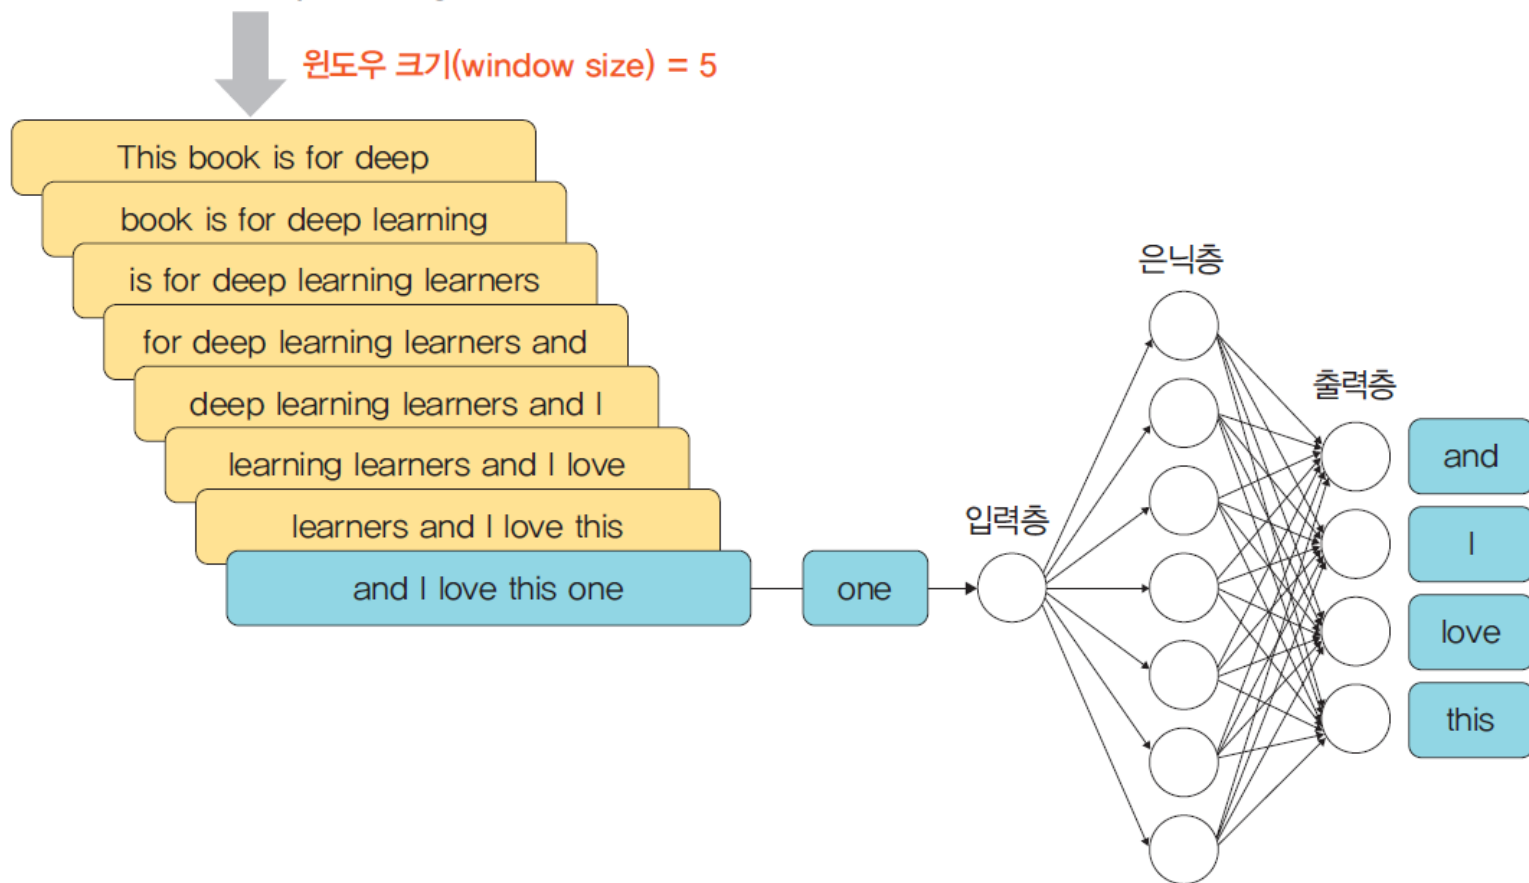 윈도우 크기(window size) = 5
This book is for deep
book is for deep learning
is for deep learning learners
for deep learning learners and
deep learning learners and I
learning learners and I love
learners and I love this
and I love this one
one
입력층
은닉층
출력층
and
I
love
this